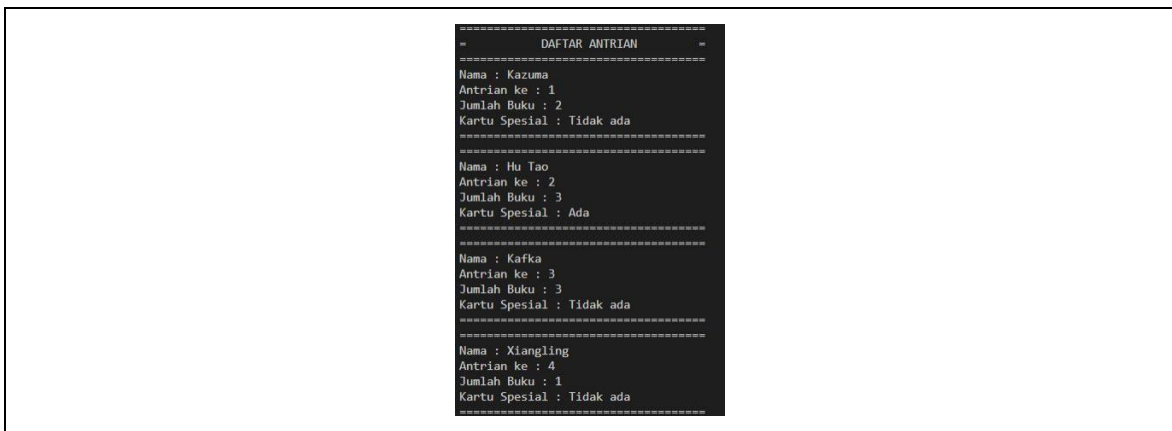 =====================================
=           DAFTAR ANTRIAN          =
=====================================
Nama : Kazuma
Antrian ke : 1
Jumlah Buku : 2
Kartu Spesial : Tidak ada
=====================================
=====================================
Nama : Hu Tao
Antrian ke : 2
Jumlah Buku : 3
Kartu Spesial : Ada
=====================================
=====================================
Nama : Kafka
Antrian ke : 3
Jumlah Buku : 3
Kartu Spesial : Tidak ada
=====================================
=====================================
Nama : Xiangling
Antrian ke : 4
Jumlah Buku : 1
Kartu Spesial : Tidak ada
=====================================